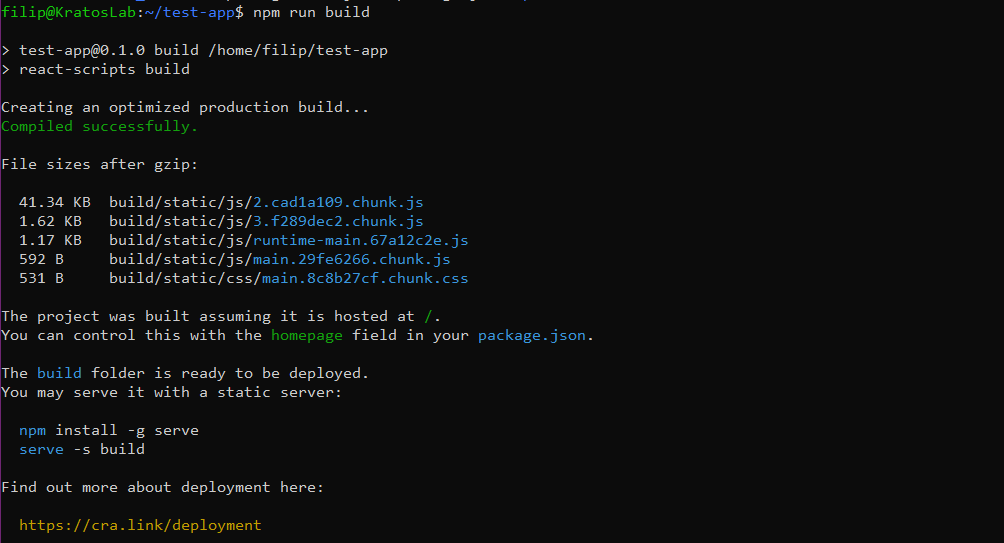 filip@KratosLab:~/test-app$ npm run build
> test-app@0.1.0 build /home/filip/test-app
> react-scripts build
Creating an optimized production build...
Compiled successfully.
File sizes after gzip:
41.34 KB  build/static/js/2.cad1a109.chunk.js
1.62 KB   build/static/js/3.f289dec2.chunk.js
1.17 KB   build/static/js/runtime-main.67a12c2e.js
592 B     build/static/js/main.29fe6266.chunk.js
531 B     build/static/css/main.8c8b27cf.chunk.css
The project was built assuming it is hosted at /.
You can control this with the homepage field in your package.json.
The build folder is ready to be deployed.
You may serve it with a static server:
npm install -g serve
serve -s build
Find out more about deployment here:
https://cra.link/deployment